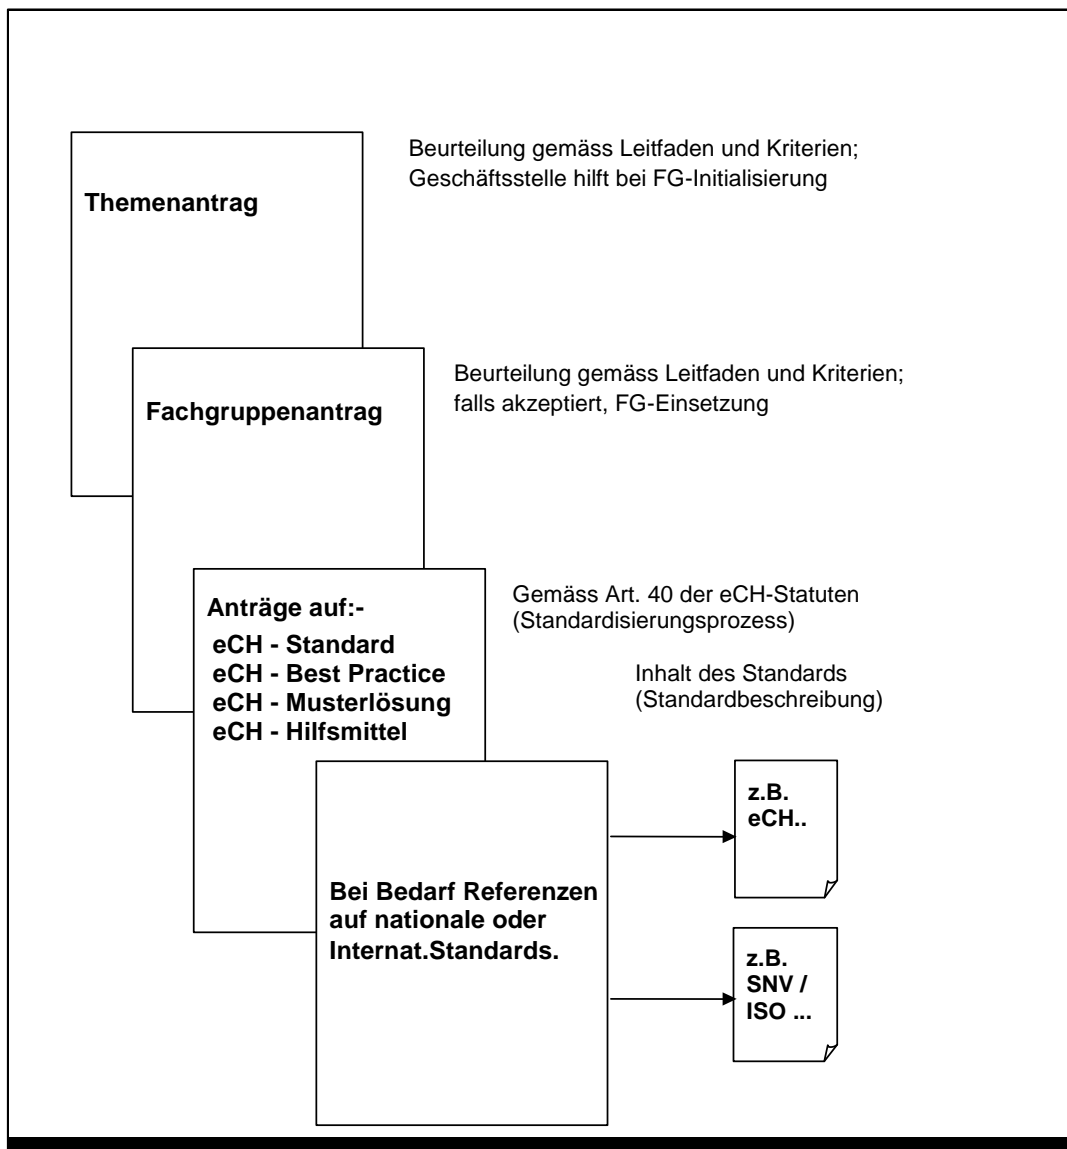 Themenantrag
Beurteilung gemäss Leitfaden und Kriterien;
Geschäftsstelle hilft bei FG-Initialisierung
Fachgruppenantrag
Beurteilung gemäss Leitfaden und Kriterien;
falls akzeptiert, FG-Einsetzung
Anträge auf:-
eCH - Standard
eCH - Best Practice
eCH - Musterlösung
eCH - Hilfsmittel
Gemäss Art. 40 der eCH-Statuten
(Standardisierungsprozess)
Inhalt des Standards
(Standardbeschreibung)
Bei Bedarf Referenzen
auf nationale oder
Internat.Standards.
z.B.
eCH..
z.B.
SNV /
ISO ...